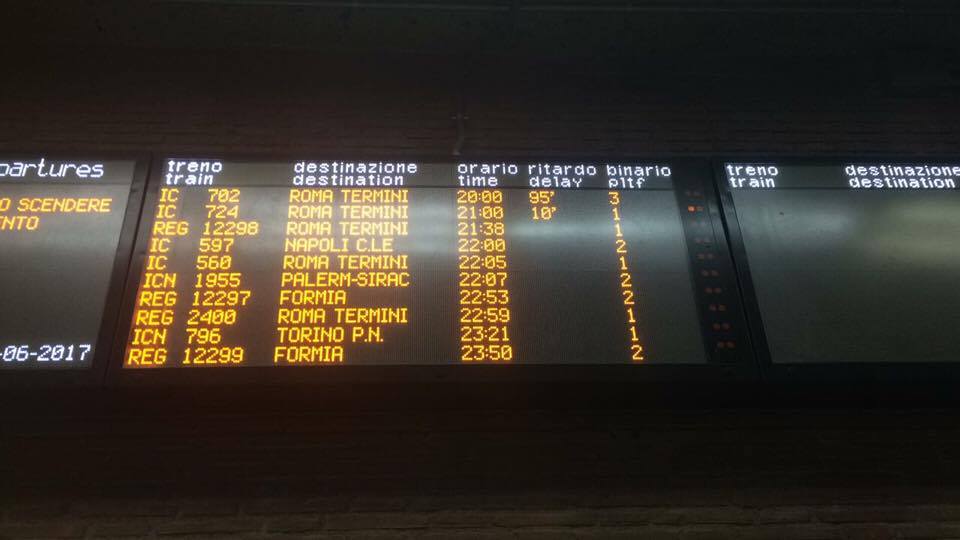 partures
O SCENDERE
ENTO
-06-2017
treno destinazione orario ritardo binario
train destination time delay pltf
IC 702 ROMA TERMINI 20:00 95' 3
IC 724 ROMA TERMINI 21:00 10' 1
REG 12298 ROMA TERMINI 21:38 1
IC 597 NAPOLI C.LE 22:00 2
IC 560 ROMA TERMINI 22:05 1
ICN 1955 PALERM-SIRAC 22:07 2
REG 12297 FORMIA 22:53 2
REG 2400 ROMA TERMINI 22:59 1
ICN 796 TORINO P.N. 23:21 1
REG 12299 FORMIA 23:50 2
treno destinazione
train destination